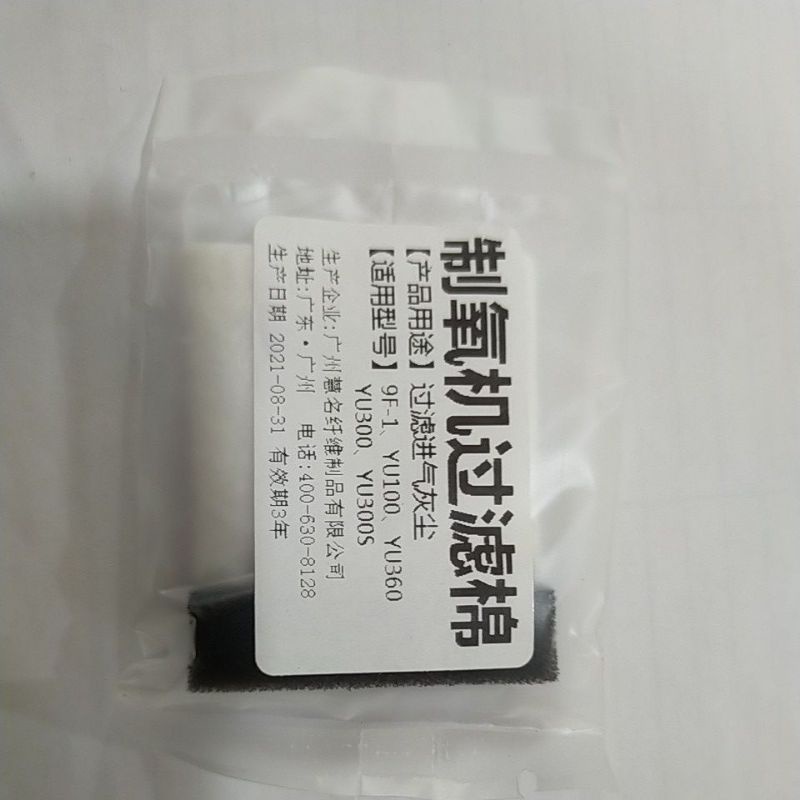 制氧机过滤棉
【产品用途】过滤进气灰尘
【适用型号】9F-1、YU100、YU360
YU300、YU300S
生产企业:广州慧名纤维制品有限公司
地址:广东·广州 电话:400-630-8128
生产日期 2021-08-31 有效期3年